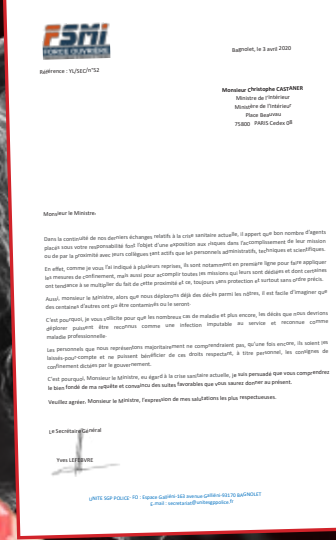 FSMI
FORCE OUVRIERE
Bagnolet, le 3 avril 2020
Référence : YL/SEC/n°52
Monsieur Christophe CASTANER
Ministre de l'Intérieur
Ministère de l'Intérieur
Place Beauvau
75800 PARIS Cedex 08
Monsieur le Ministre,
Dans la continuité de nos derniers échanges relatifs à la crise sanitaire actuelle, il appert que bon nombre d'agents
placés sous votre responsabilité font l'objet d'une exposition aux risques dans l'accomplissement de leur mission
ou de par la proximité avec leurs collègues tant actifs que les personnels administratifs, techniques et scientifiques.
En effet, comme je vous l'ai indiqué à plusieurs reprises, ils sont notamment en première ligne pour faire appliquer
les mesures de confinement, mais aussi pour accomplir toutes les missions qui leurs sont dédiées et dont certaines
ont tendance à se multiplier du fait de cette proximité et ce, toujours sans protection et surtout sans ordre précis.
Aussi, monsieur le Ministre, alors que nous déplorons déjà des décès parmi les nôtres, il est facile d'imaginer que
des centaines d'autres ont pu être contaminés ou le seront.
C'est pourquoi, je vous sollicite pour que les nombreux cas de maladie et plus encore, les décès que nous devrions
déplorer puissent être reconnus comme une infection imputable au service et reconnue comme
maladie professionnelle.
Les personnels que nous représentons majoritairement ne comprendraient pas, qu'une fois encore, ils soient les
laissés-pour-compte et ne puissent bénéficier de ces droits respectant, à titre personnel, les consignes de
confinement dictées par le gouvernement.
C'est pourquoi, Monsieur le Ministre, eu égard à la crise sanitaire actuelle, je suis persuadé que vous comprendrez
le bien fondé de ma requête et convaincu des suites favorables que vous saurez donner au présent.
Veuillez agréer, Monsieur le Ministre, l'expression de mes salutations les plus respectueuses.
Le Secrétaire Général
Yves LEFEBVRE
UNITE SGP POLICE- FO : Espace Galliéni-163 avenue Galliéni-93170 BAGNOLET
E.mail : secretariat@unitesgppolice.fr